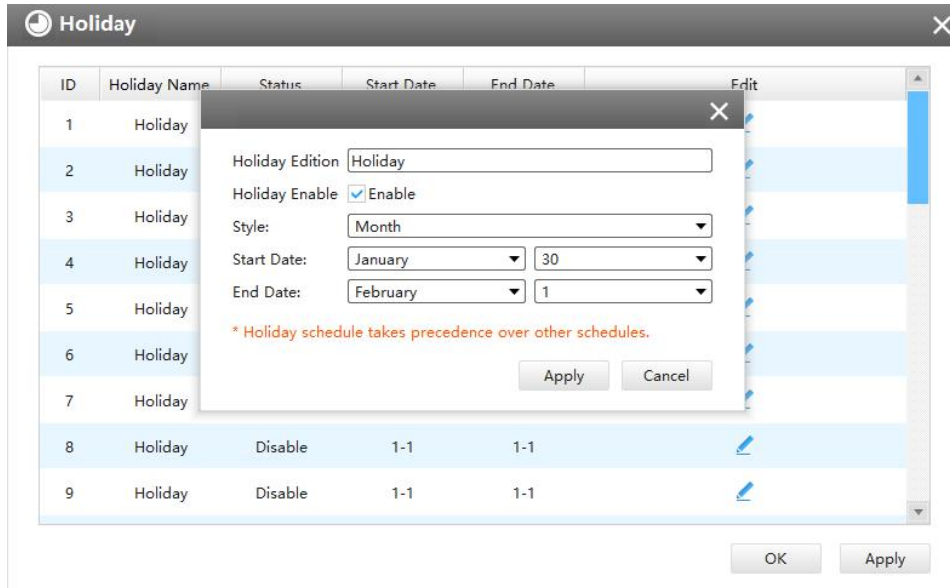 Holiday
ID Holiday Name Status Start Date End Date Edit
1 Holiday
2 Holiday
3 Holiday
4 Holiday
5 Holiday
6 Holiday
7 Holiday
8 Holiday Disable 1-1 1-1
9 Holiday Disable 1-1 1-1
Holiday Edition Holiday
Holiday Enable Enable
Style: Month
Start Date: January 30
End Date: February 1
* Holiday schedule takes precedence over other schedules.
Apply Cancel
OK Apply